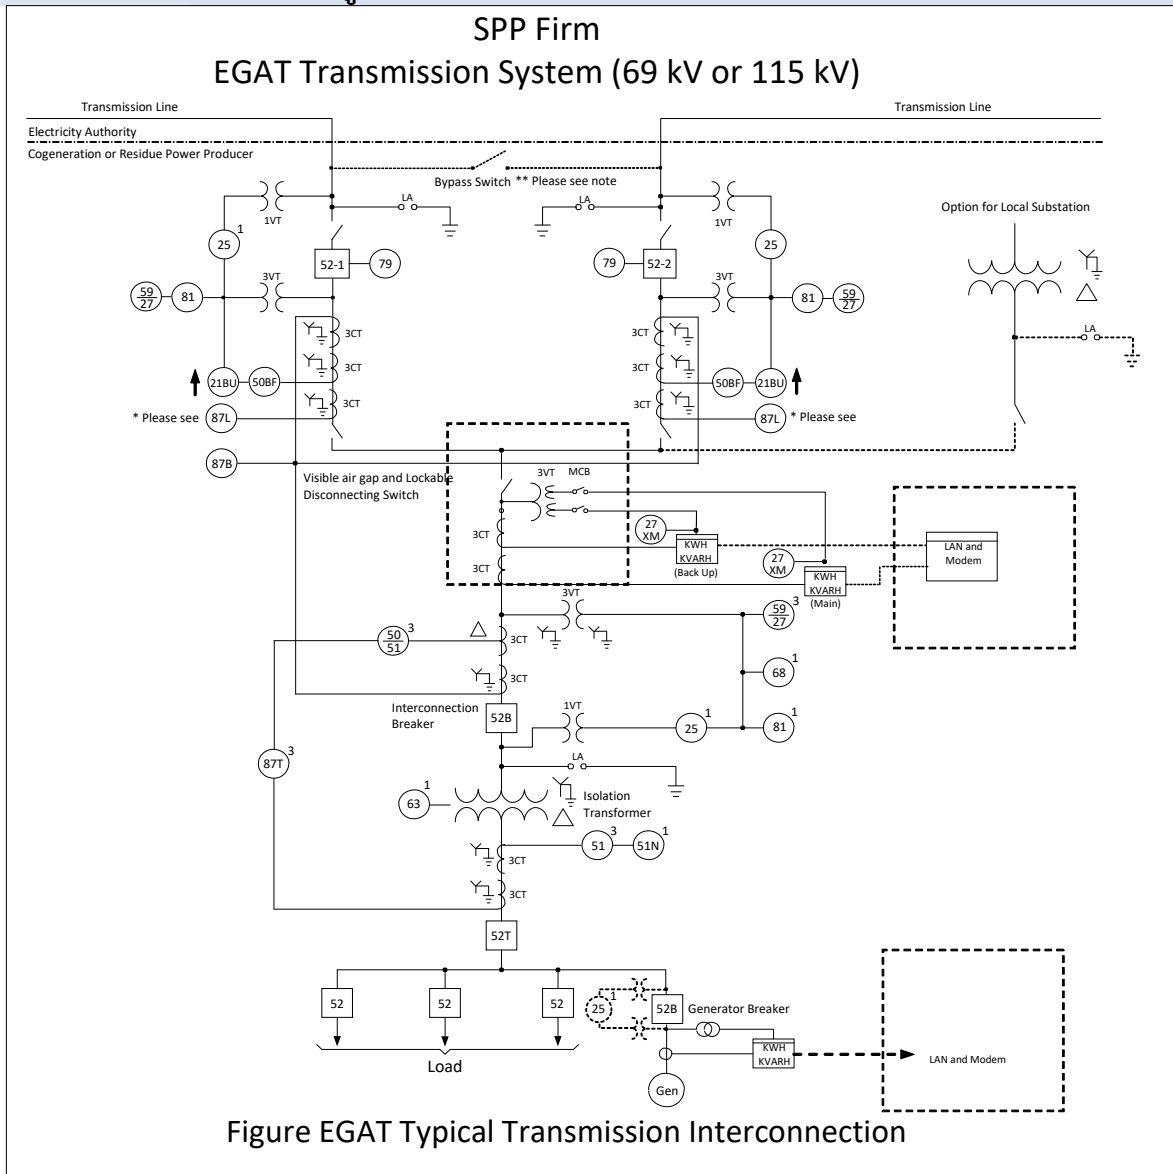 SPP Firm
EGAT Transmission System (69 kV or 115 kV)
Transmission Line
Transmission Line
Electricity Authority
Cogeneration or Residue Power Producer
Bypass Switch ** Please see note
1VT
LA
LA
1VT
Option for Local Substation
25
1
25
52-1
79
79
52-2
59
27
81
3VT
3VT
81
59
27
3CT
3CT
LA
3CT
3CT
21BU
50BF
50BF
21BU
3CT
3CT
* Please see
87L
87L
* Please see
87B
Visible air gap and Lockable
Disconnecting Switch
3VT
MCB
3CT
27
XM
KWH
KVARH
(Back Up)
LAN and
Modem
3CT
27
XM
KWH
KVARH
(Main)
3VT
59
27
3
50
51
3
3CT
3CT
68
1
Interconnection
Breaker
52B
1VT
25
1
81
1
87T
3
LA
63
1
Isolation
Transformer
3CT
51
3
51N
1
3CT
52T
52
52
52
25
1
52B
Generator Breaker
KWH
KVARH
LAN and Modem
Load
Gen
Figure EGAT Typical Transmission Interconnection